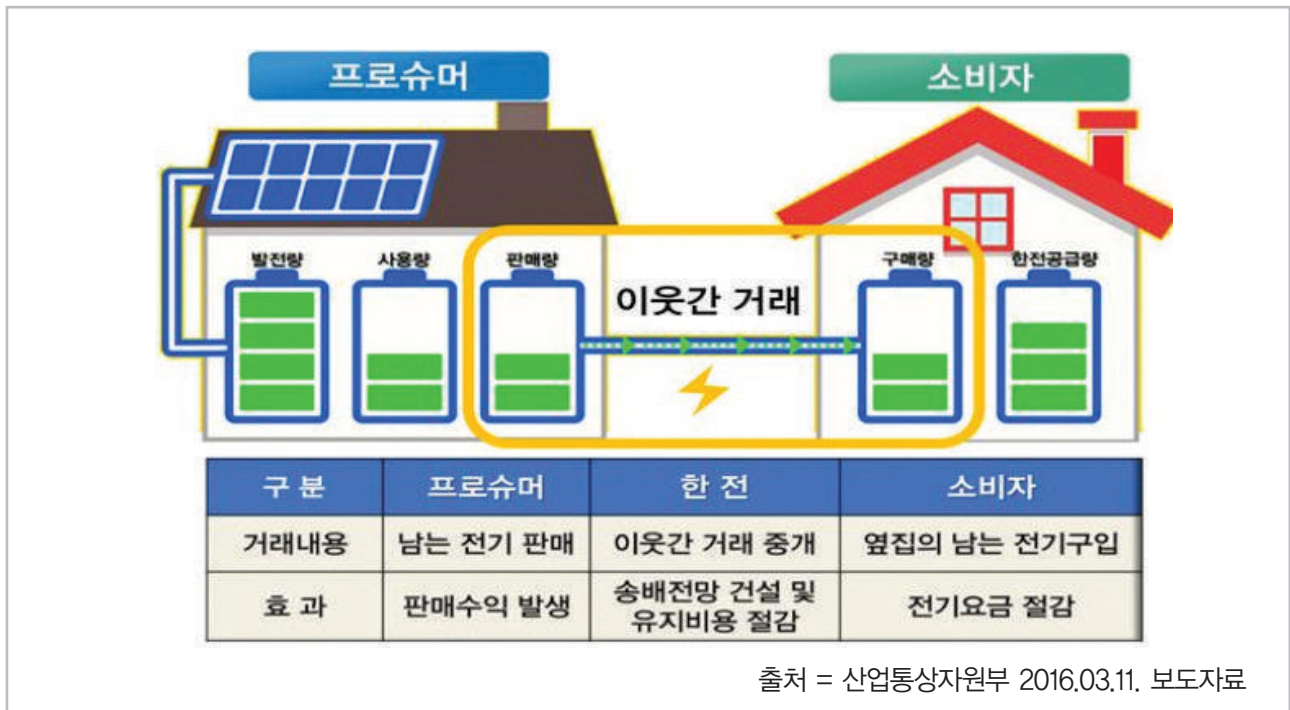 프로슈머
소비자
발전량
사용량
판매량
이웃간 거래
구매량
한전공급량
구 분 프로슈머 한 전 소비자
거래내용 남는 전기 판매 이웃간 거래 중개 옆집의 남는 전기구입
효 과 판매수익 발생 송배전망 건설 및
유지비용 절감 전기요금 절감
출처 = 산업통상자원부 2016.03.11. 보도자료